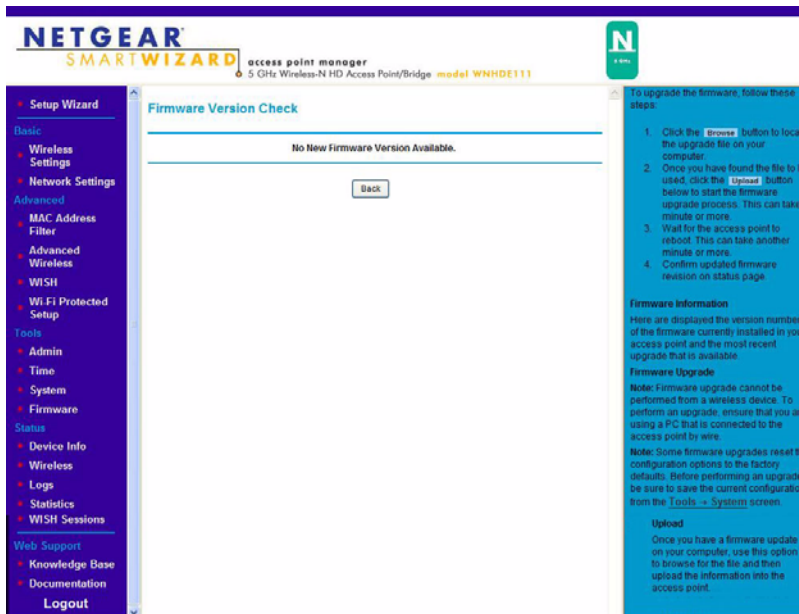 NETGEAR
SMARTWIZARD access point manager
5 GHz Wireless-N HD Access Point/Bridge model WNHDE111
N
5 GHz
Setup Wizard
Basic
Wireless
Settings
Network Settings
Advanced
MAC Address
Filter
Advanced
Wireless
WISH
Wi-Fi Protected
Setup
Tools
Admin
Time
System
Firmware
Status
Device Info
Wireless
Logs
Statistics
WISH Sessions
Web Support
Knowledge Base
Documentation
Logout
Firmware Version Check
No New Firmware Version Available.
Back
To upgrade the firmware, follow these
steps:
1. Click the Browse button to loca
the upgrade file on your
computer.
2. Once you have found the file to
used, click the Upload button
below to start the firmware
upgrade process. This can take
minute or more.
3. Wait for the access point to
reboot. This can take another
minute or more.
4. Confirm updated firmware
revision on status page.
Firmware Information
Here are displayed the version number
of the firmware currently installed in you
access point and the most recent
upgrade that is available.
Firmware Upgrade
Note: Firmware upgrade cannot be
performed from a wireless device. To
perform an upgrade, ensure that you a
using a PC that is connected to the
access point by wire.
Note: Some firmware upgrades reset
configuration options to the factory
defaults. Before performing an upgrade
be sure to save the current configuratio
from the Tools → System screen.
Upload
Once you have a firmware update
on your computer, use this option
to browse for the file and then
upload the information into the
access point.